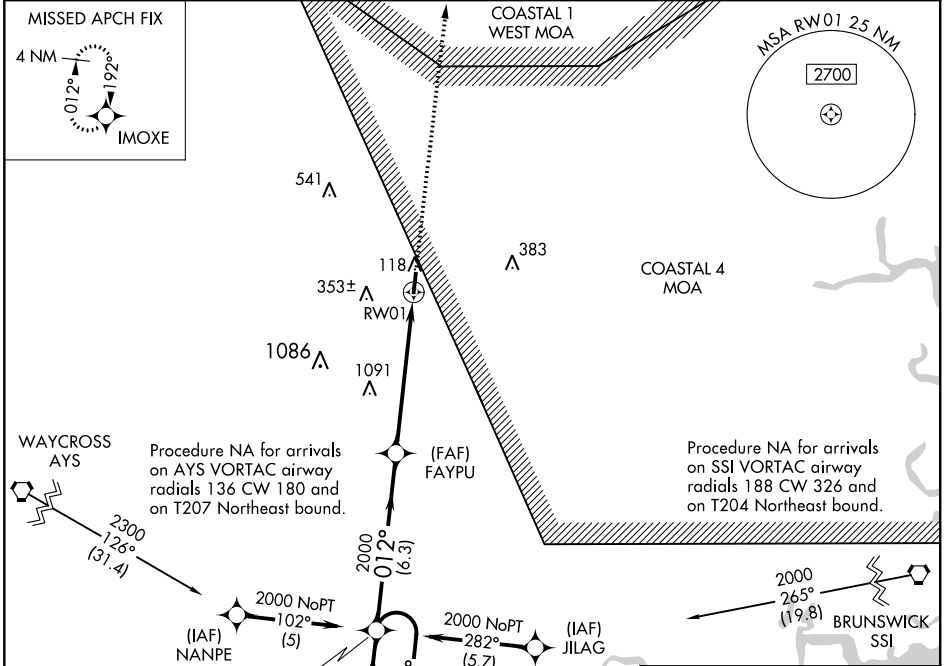 MISSED APCH FIX
4 NM
012°
192°
IMOXE
COASTAL 1
WEST MOA
MSA RW01 25 NM
2700
541
118
383
353±
RW01
COASTAL 4
MOA
1086
1091
WAYCROSS
AYS
Procedure NA for arrivals
on AYS VORTAC airway
radials 136 CW 180 and
on T207 Northeast bound.
(FAF)
FAYPU
Procedure NA for arrivals
on SSI VORTAC airway
radials 188 CW 326 and
on T204 Northeast bound.
2300
126°
(31.4)
2000
012°
(6.3)
2000
265°
(19.8)
BRUNSWICK
SSI
2000 NoPT
102°
(5)
(IAF)
NANPE
2000 NoPT
282°
(5.7)
(IAF)
JILAG